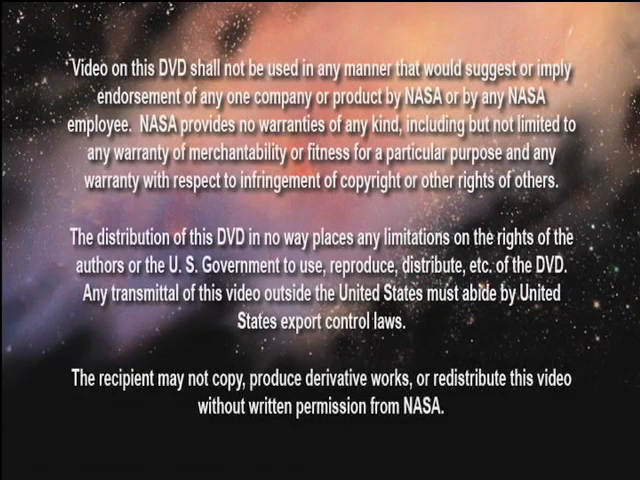 Video on this DVD shall not be used in any manner that would suggest or imply
endorsement of any one company or product by NASA or by any NASA
employee. NASA provides no warranties of any kind, including but not limited to
any warranty of merchantability or fitness for a particular purpose and any
warranty with respect to infringement of copyright or other rights of others.
The distribution of this DVD in no way places any limitations on the rights of the
authors or the U. S. Government to use, reproduce, distribute, etc. of the DVD.
Any transmittal of this video outside the United States must abide by United
States export control laws.
The recipient may not copy, produce derivative works, or redistribute this video
without written permission from NASA.